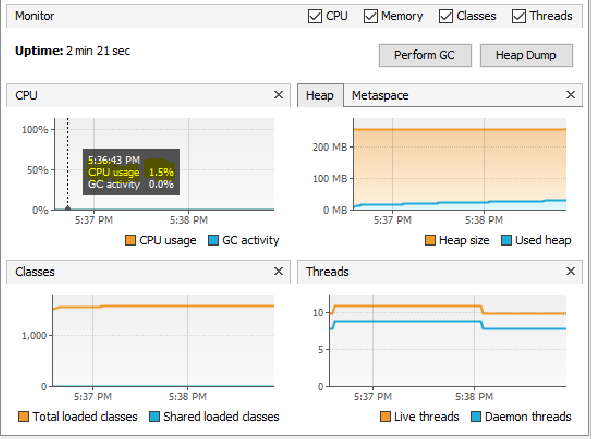 Monitor
CPU Memory Classes Threads
Uptime: 2 min 21 sec
Perform GC Heap Dump
CPU
100%
50%
0%
5:36:43 PM
CPU usage 1.5%
GC activity 0.0%
5:37 PM 5:38 PM
CPU usage GC activity
Heap Metaspace
200 MB
100 MB
0 MB
5:37 PM 5:38 PM
Heap size Used heap
Classes
1,000
0
5:37 PM 5:38 PM
Total loaded classes Shared loaded classes
Threads
10
5
0
5:37 PM 5:38 PM
Live threads Daemon threads